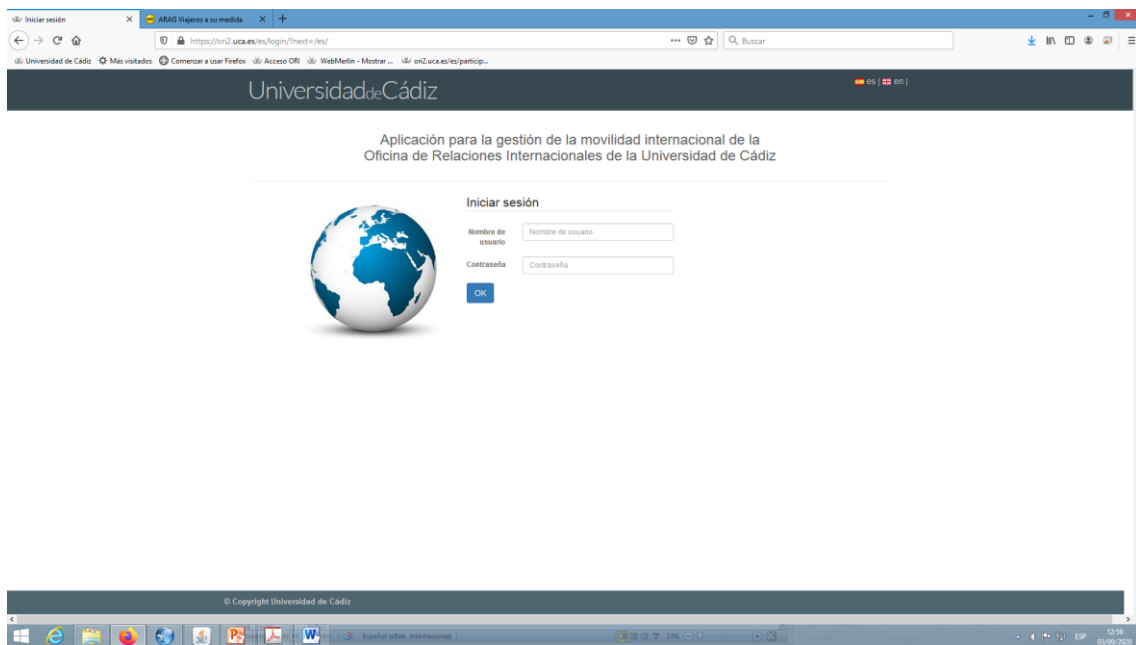 Iniciar sesión
ARAG Viajeros a su medida
https://ori2.uca.es/es/login/?next=/es/
Buscar
Universidad de Cádiz Más visitados Comenzar a usar Firefox Acceso ORI WebMerlin - Mostrar ... ori2.uca.es/es/particip...
UniversidaddeCádiz
es | en |
Aplicación para la gestión de la movilidad internacional de la
Oficina de Relaciones Internacionales de la Universidad de Cádiz
Iniciar sesión
Nombre de
usuario
Nombre de usuario
Contraseña
Contraseña
OK
© Copyright Universidad de Cádiz
Español (alfab. internacional)
23%
ESP
12:59
03/09/2020